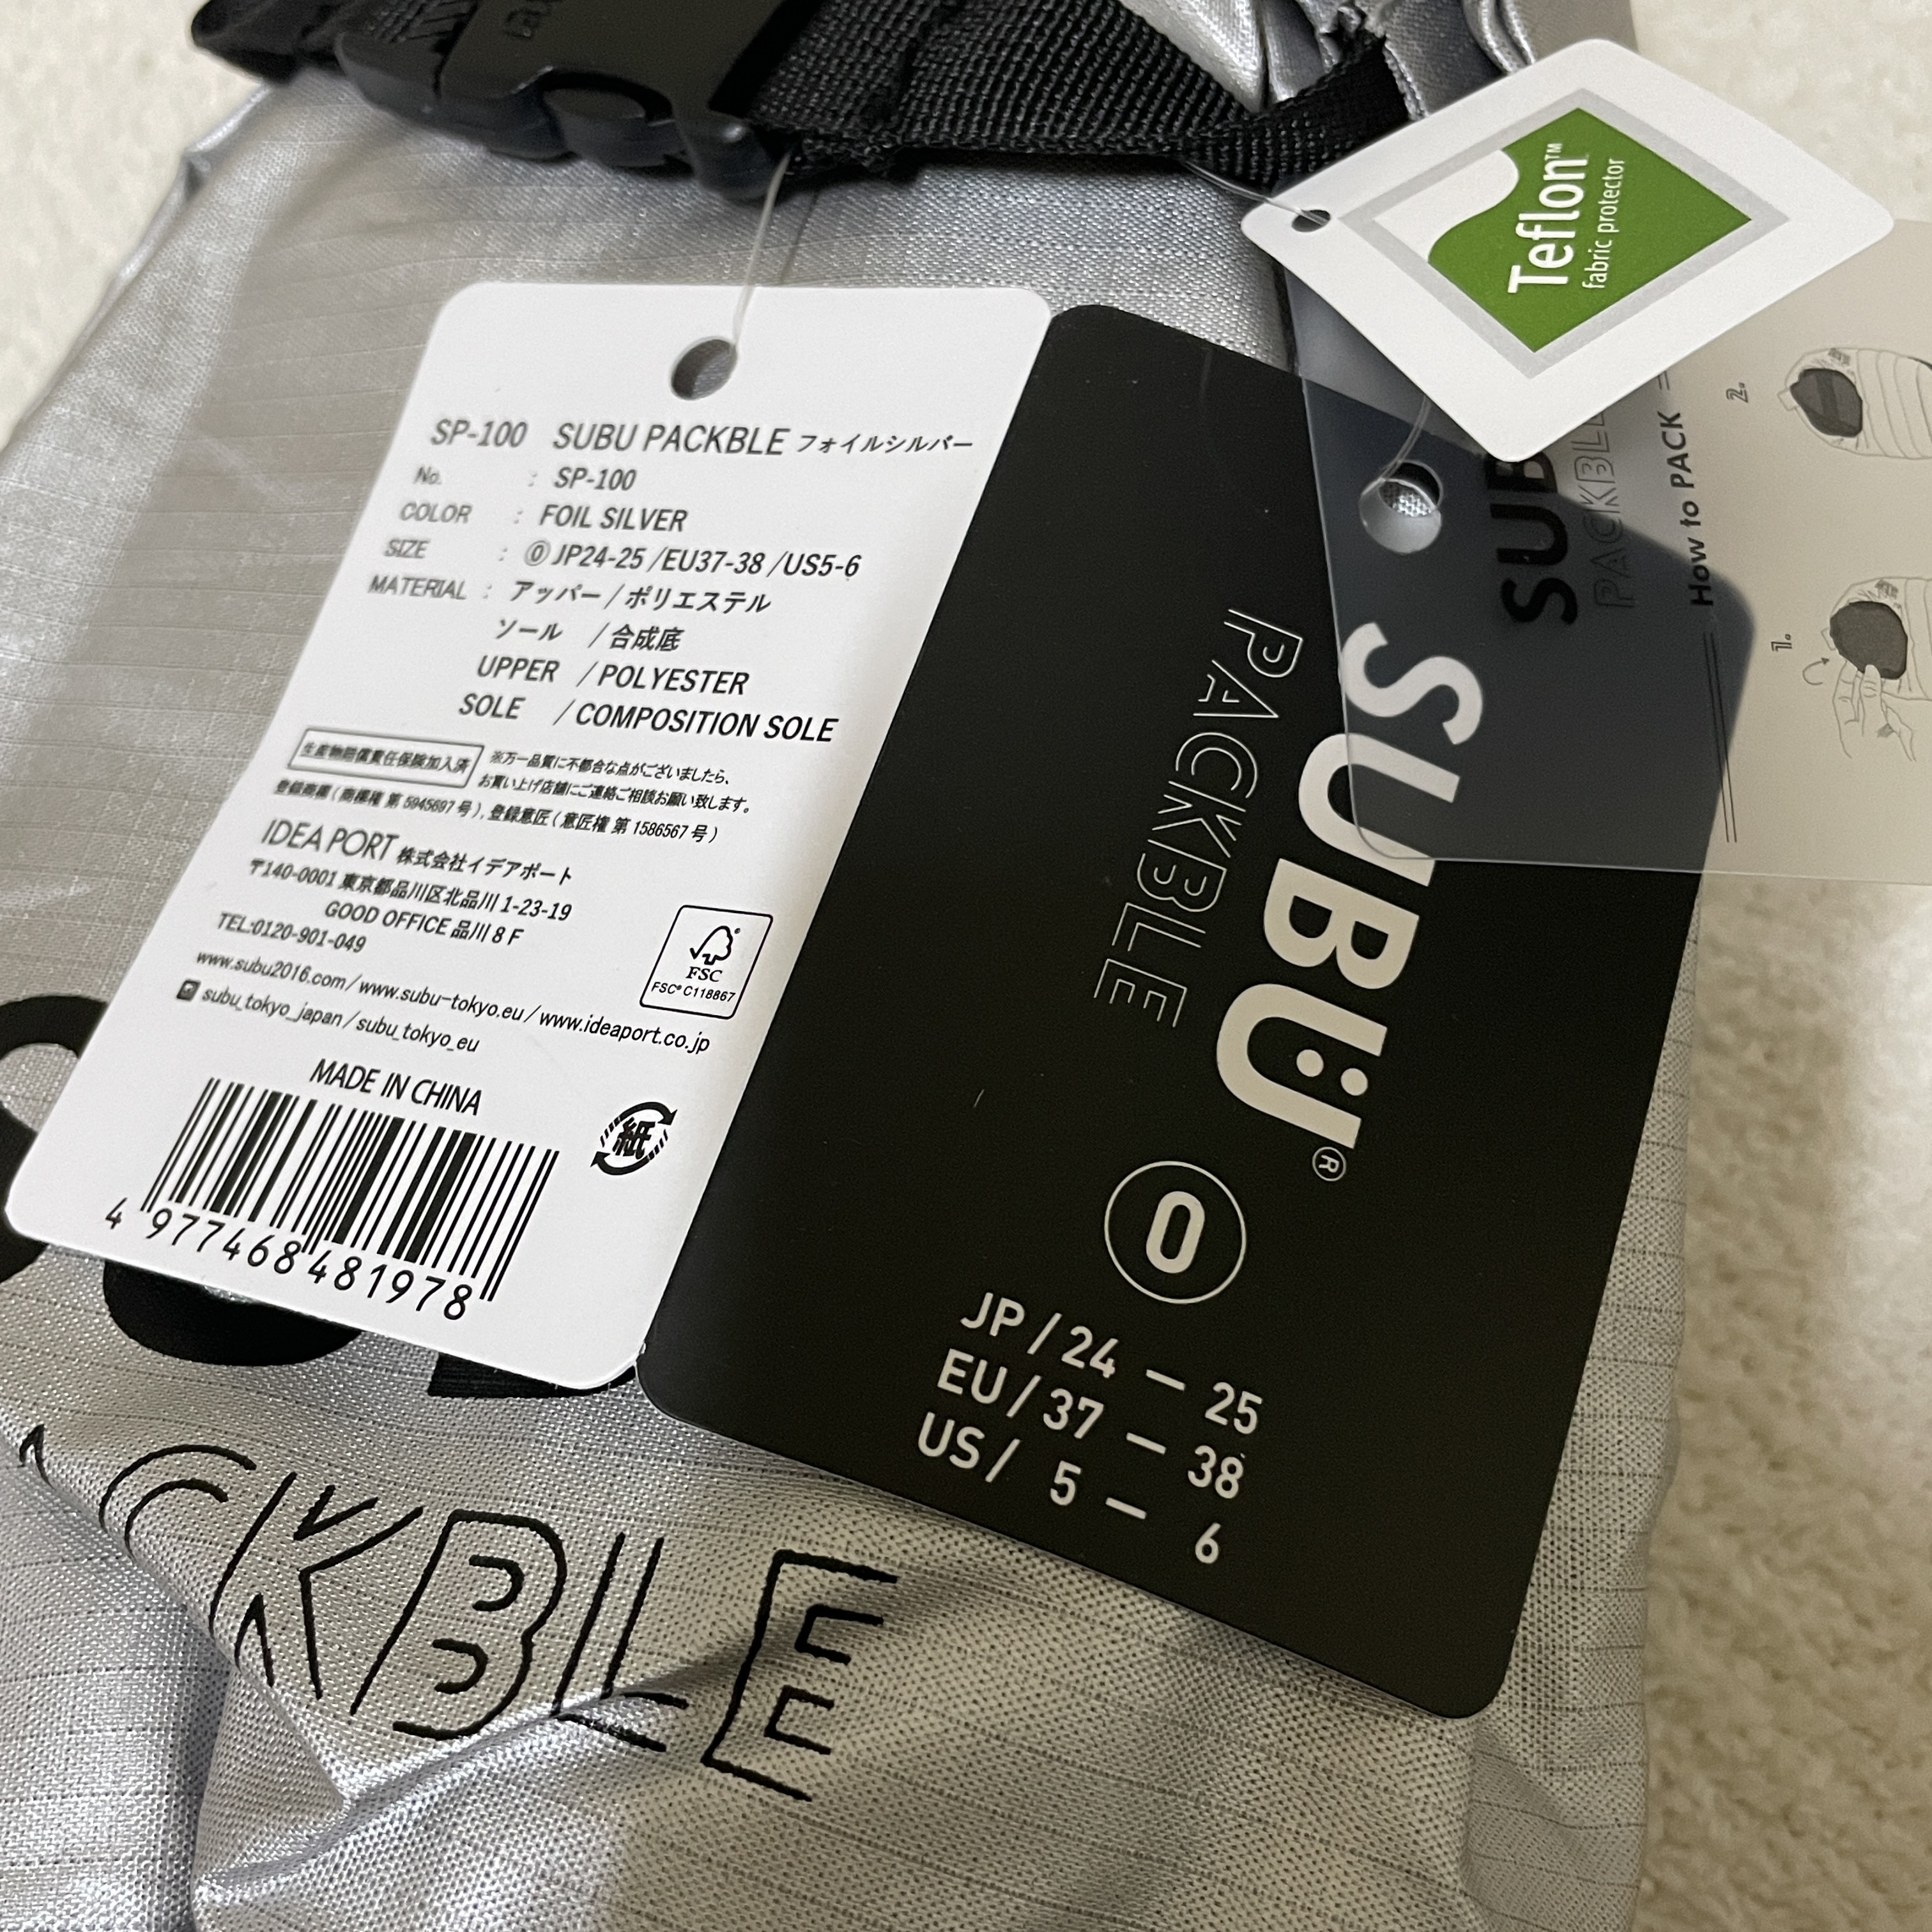 SP-100 SUBU PACKBLE フォイルシルバー
No. : SP-100
COLOR : FOIL SILVER
SIZE : ⓪ JP24-25 /EU37-38 /US5-6
MATERIAL : アッパー / ポリエステル
ソール / 合成底
UPPER / POLYESTER
SOLE / COMPOSITION SOLE
生産物賠償責任保険加入済
※万一品質に不都合な点がございましたら、
お買い上げ店舗にご連絡ご相談お願い致します。
登録商標 ( 商標権 第 5945697 号 ) , 登録意匠 ( 意匠権 第 1586567 号 )
IDEA PORT 株式会社イデアポート
〒140-0001 東京都品川区北品川 1-23-19
GOOD OFFICE 品川 8 F
TEL:0120-901-049
www.subu2016.com / www.subu-tokyo.eu / www.ideaport.co.jp
subu_tokyo_japan / subu_tokyo_eu
FSC
FSC® C118867
MADE IN CHINA
紙
4 977468 481978
SUBU®
PACKBLE
0
JP / 24 — 25
EU / 37 — 38
US / 5 — 6
Teflon™
fabric protector
SUB
PACKBLE
How to PACK
1.
2.
CKBLE